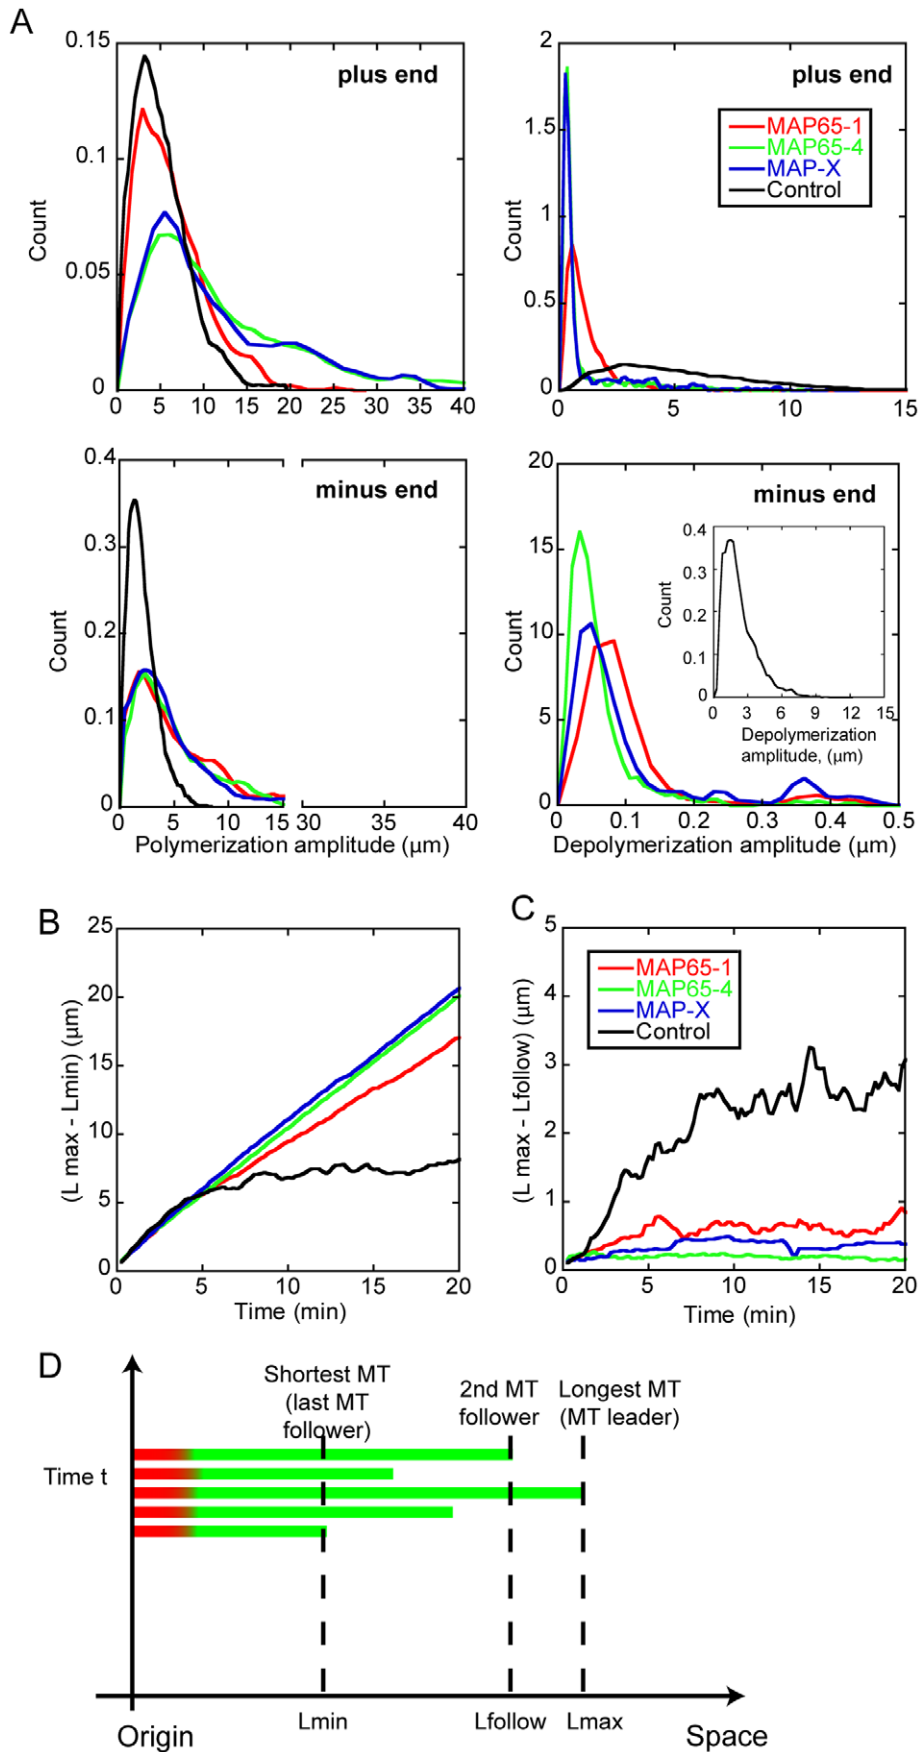 A
0.15
0.1
0.05
0
Count
plus end
0 5 10 15 20 25 30 35 40
2
1.5
1
0.5
0
Count
plus end
MAP65-1
MAP65-4
MAP-X
Control
0 5 10 15
0.4
0.3
0.2
0.1
0
Count
minus end
0 5 10 15 30 35 40
Polymerization amplitude (µm)
20
15
10
5
0
Count
minus end
0.4
0.3
0.2
0.1
0
Count
0 3 6 9 12 15
Depolymerization
amplitude, (µm)
0 0.1 0.2 0.3 0.4 0.5
Depolymerization amplitude (µm)
B
25
20
15
10
5
0
(L max - Lmin) (µm)
0 5 10 15 20
Time (min)
C
5
4
3
2
1
0
(L max - Lfollow) (µm)
MAP65-1
MAP65-4
MAP-X
Control
0 5 10 15 20
Time (min)
D
Shortest MT
(last MT
follower)
2nd MT
follower
Longest MT
(MT leader)
Time t
Lmin
Lfollow
Lmax
Origin
Space